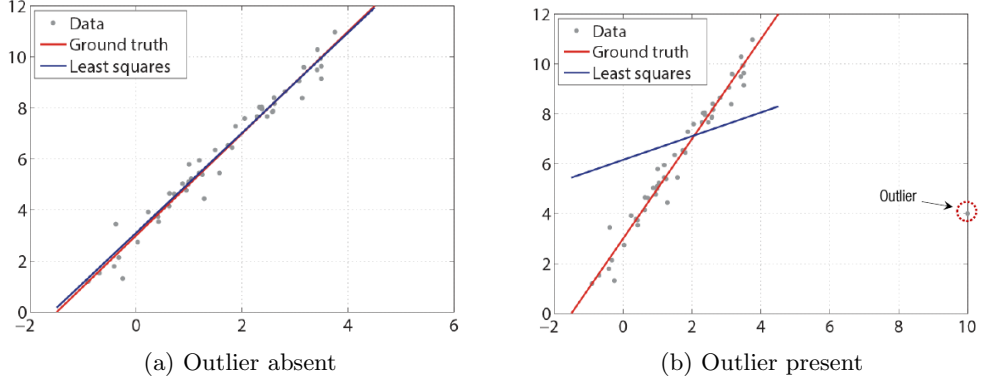 12
10
8
6
4
2
0
−2 0 2 4 6
Data
Ground truth
Least squares
(a) Outlier absent
12
10
8
6
4
2
0
−2 0 2 4 6 8 10
Data
Ground truth
Least squares
Outlier
(b) Outlier present